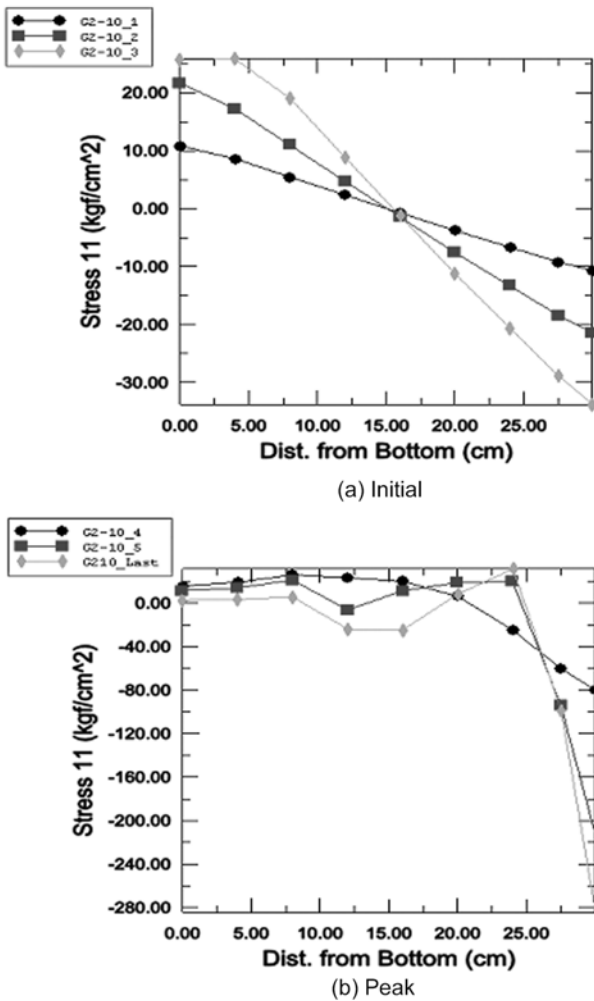 G2-10_1
G2-10_2
G2-10_3
Stress 11 (kgf/cm^2)
20.00
10.00
0.00
-10.00
-20.00
-30.00
0.00 5.00 10.00 15.00 20.00 25.00
Dist. from Bottom (cm)
(a) Initial
G2-10_4
G2-10_5
G210_Last
Stress 11 (kgf/cm^2)
0.00
-40.00
-80.00
-120.00
-160.00
-200.00
-240.00
-280.00
0.00 5.00 10.00 15.00 20.00 25.00
Dist. from Bottom (cm)
(b) Peak